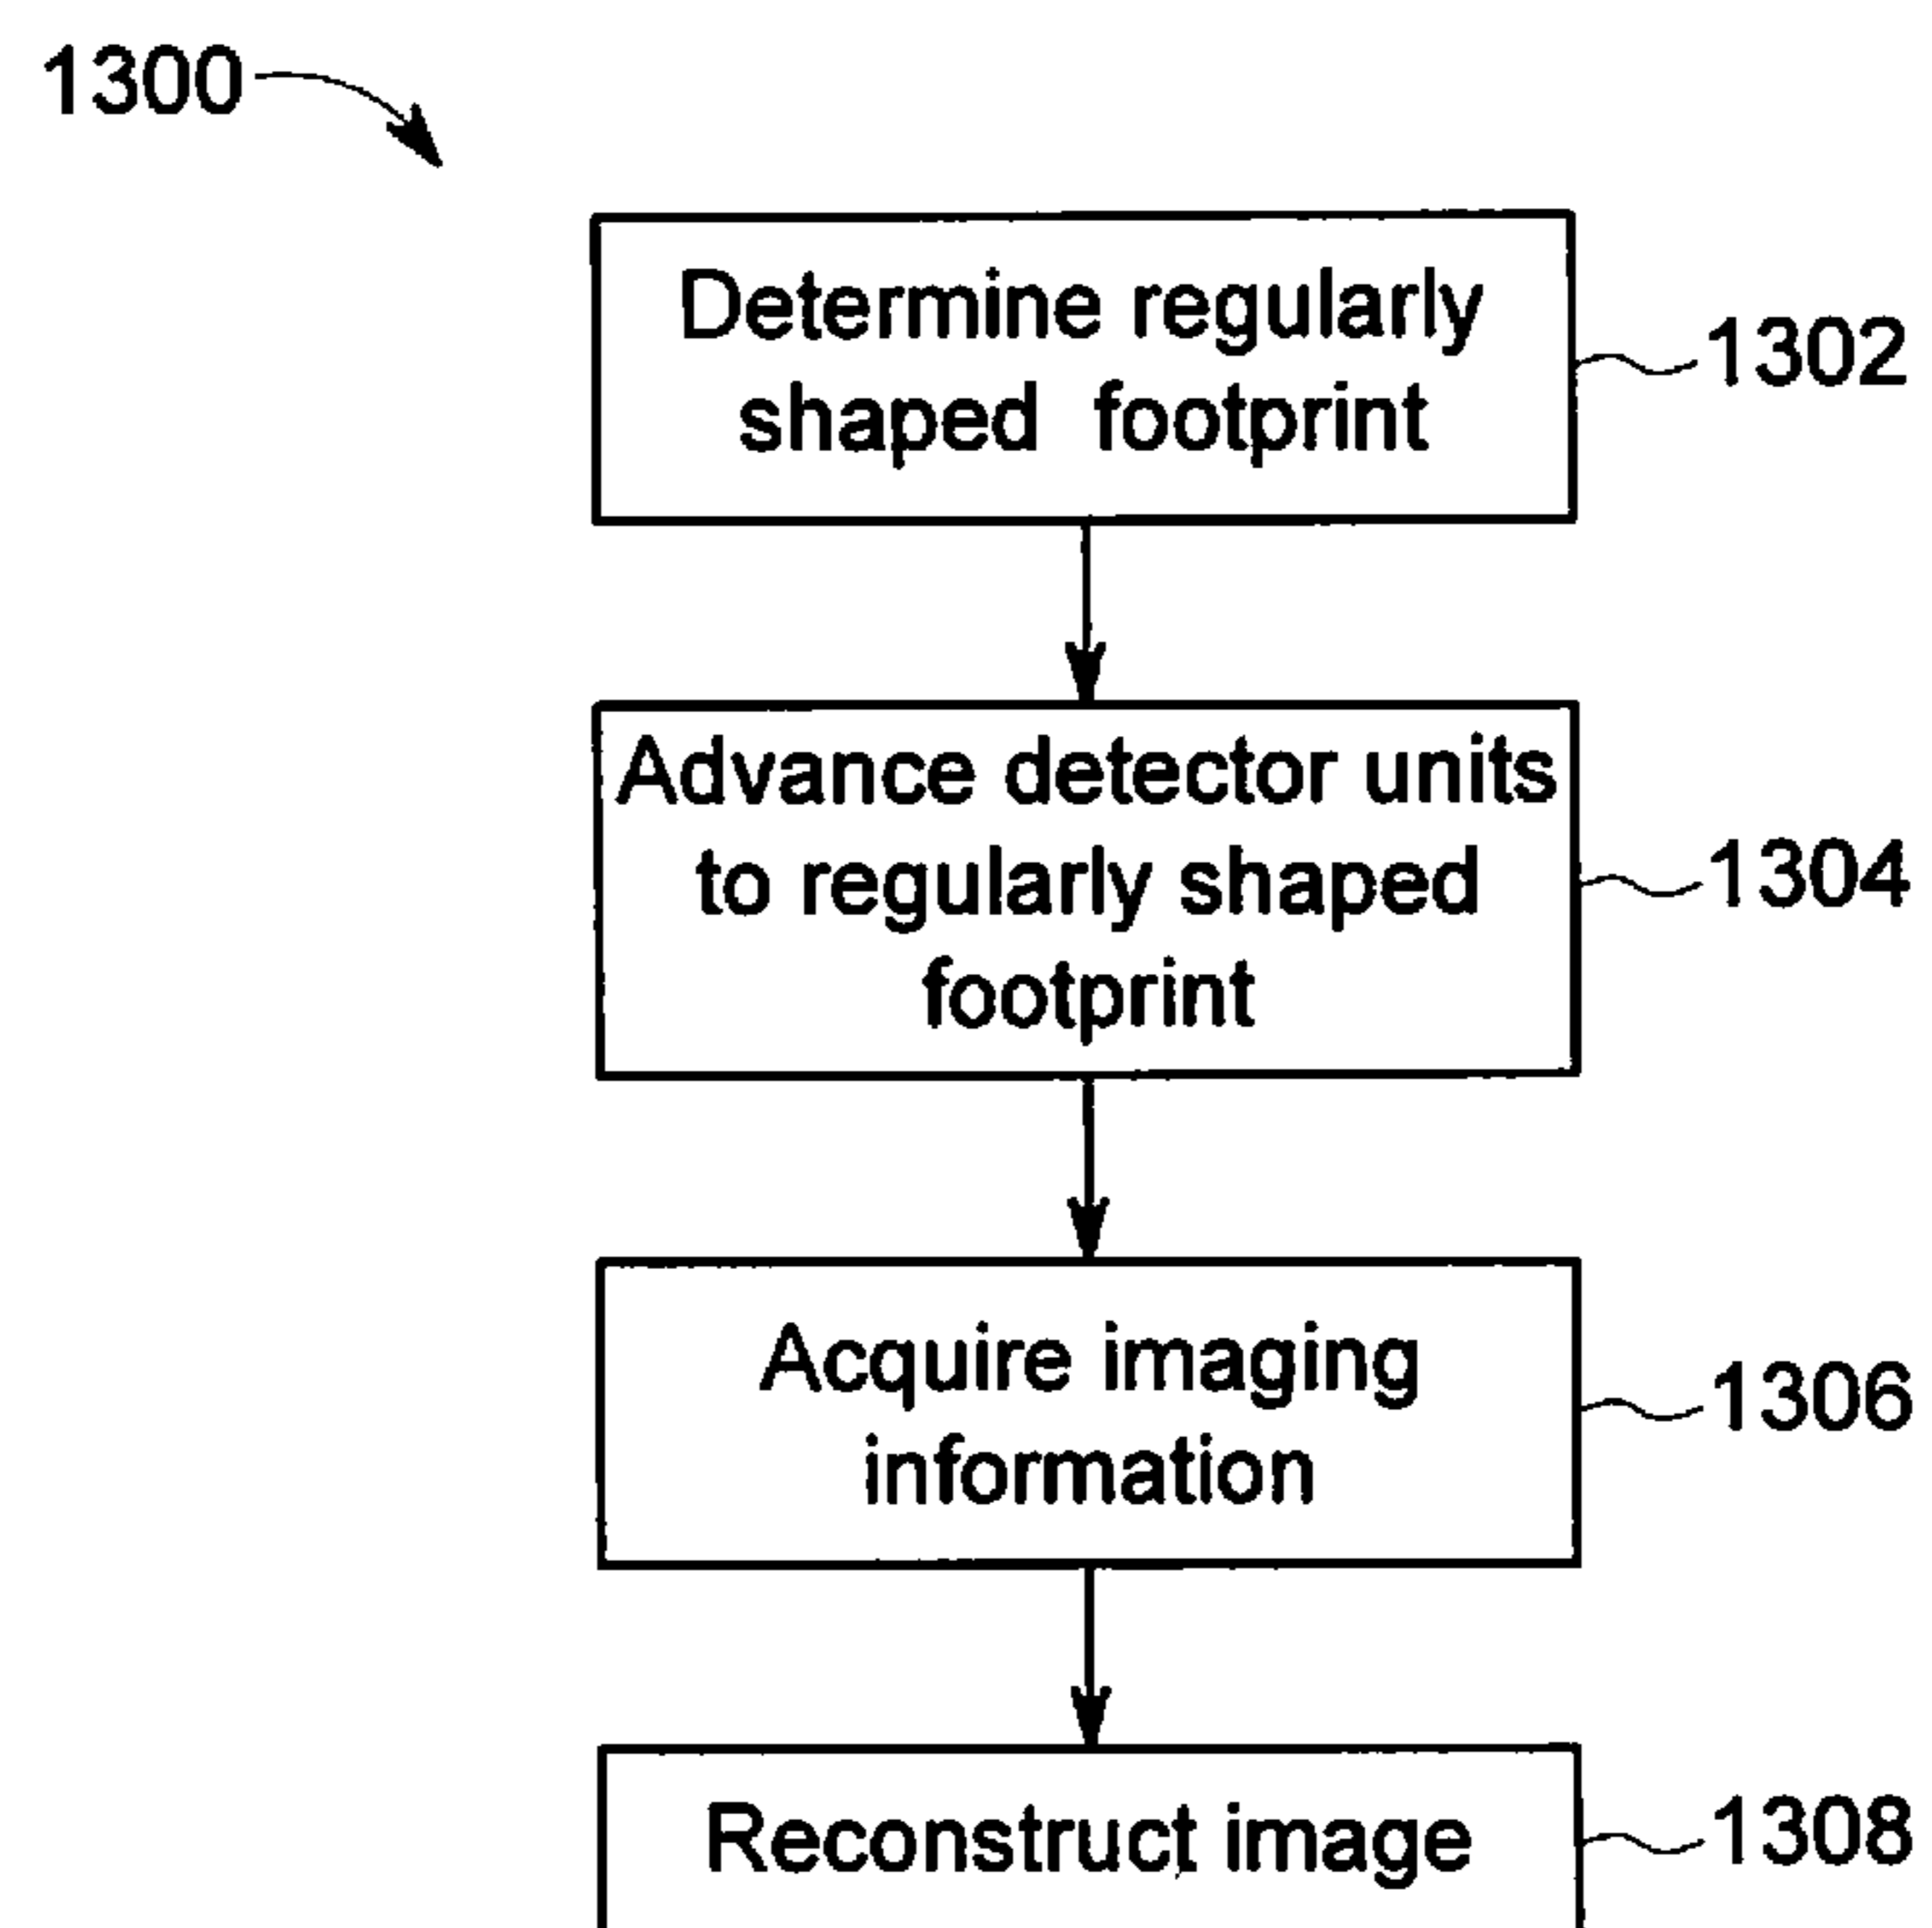 1300
Determine regularly
shaped footprint
1302
Advance detector units
to regularly shaped
footprint
1304
Acquire imaging
information
1306
Reconstruct image
1308